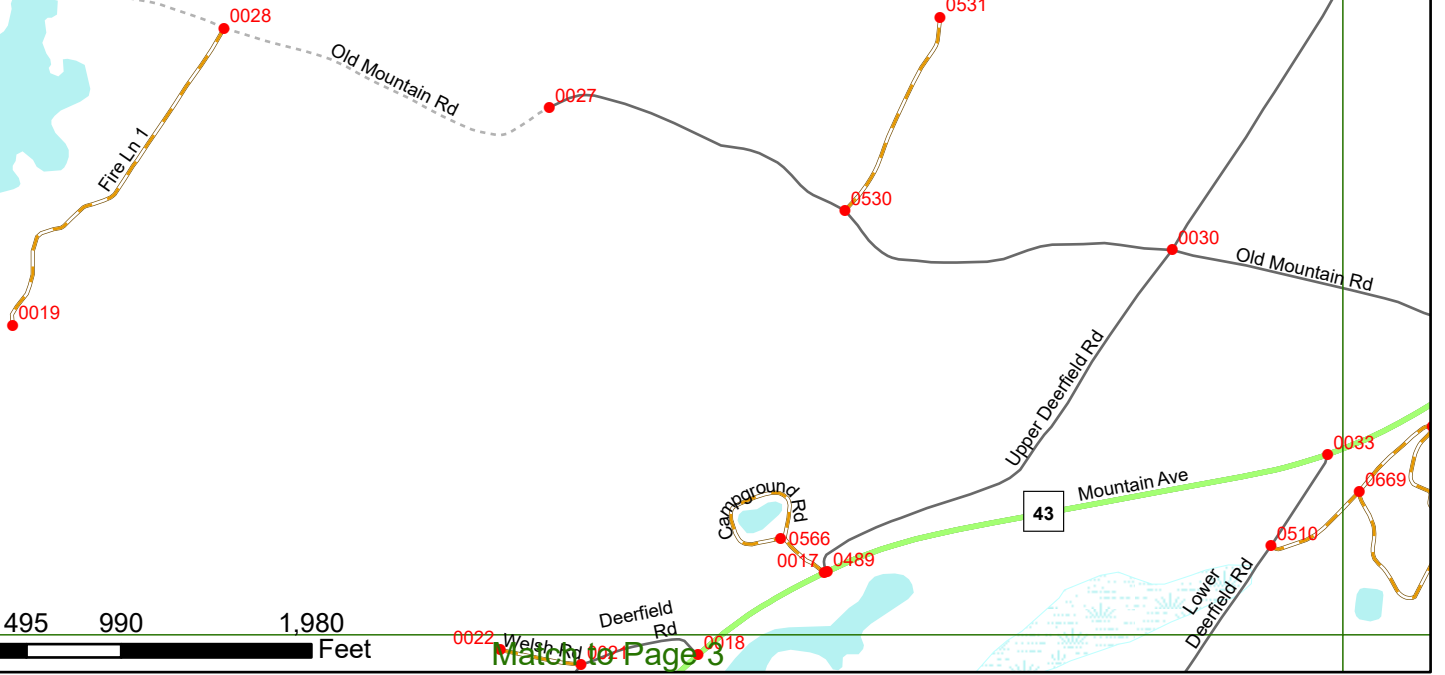 0531
0028
Old Mountain Rd
0027
Fire Ln 1
0530
0030
Old Mountain Rd
0019
Upper Deerfield Rd
0033
Mountain Ave
0669
Campground Rd
43
0566
0510
0017
0489
Lower
Deerfield Rd
Deerfield
Rd
495 990 1,980
Feet
0022
Welsh Rd
0021
0018
Match to Page 3